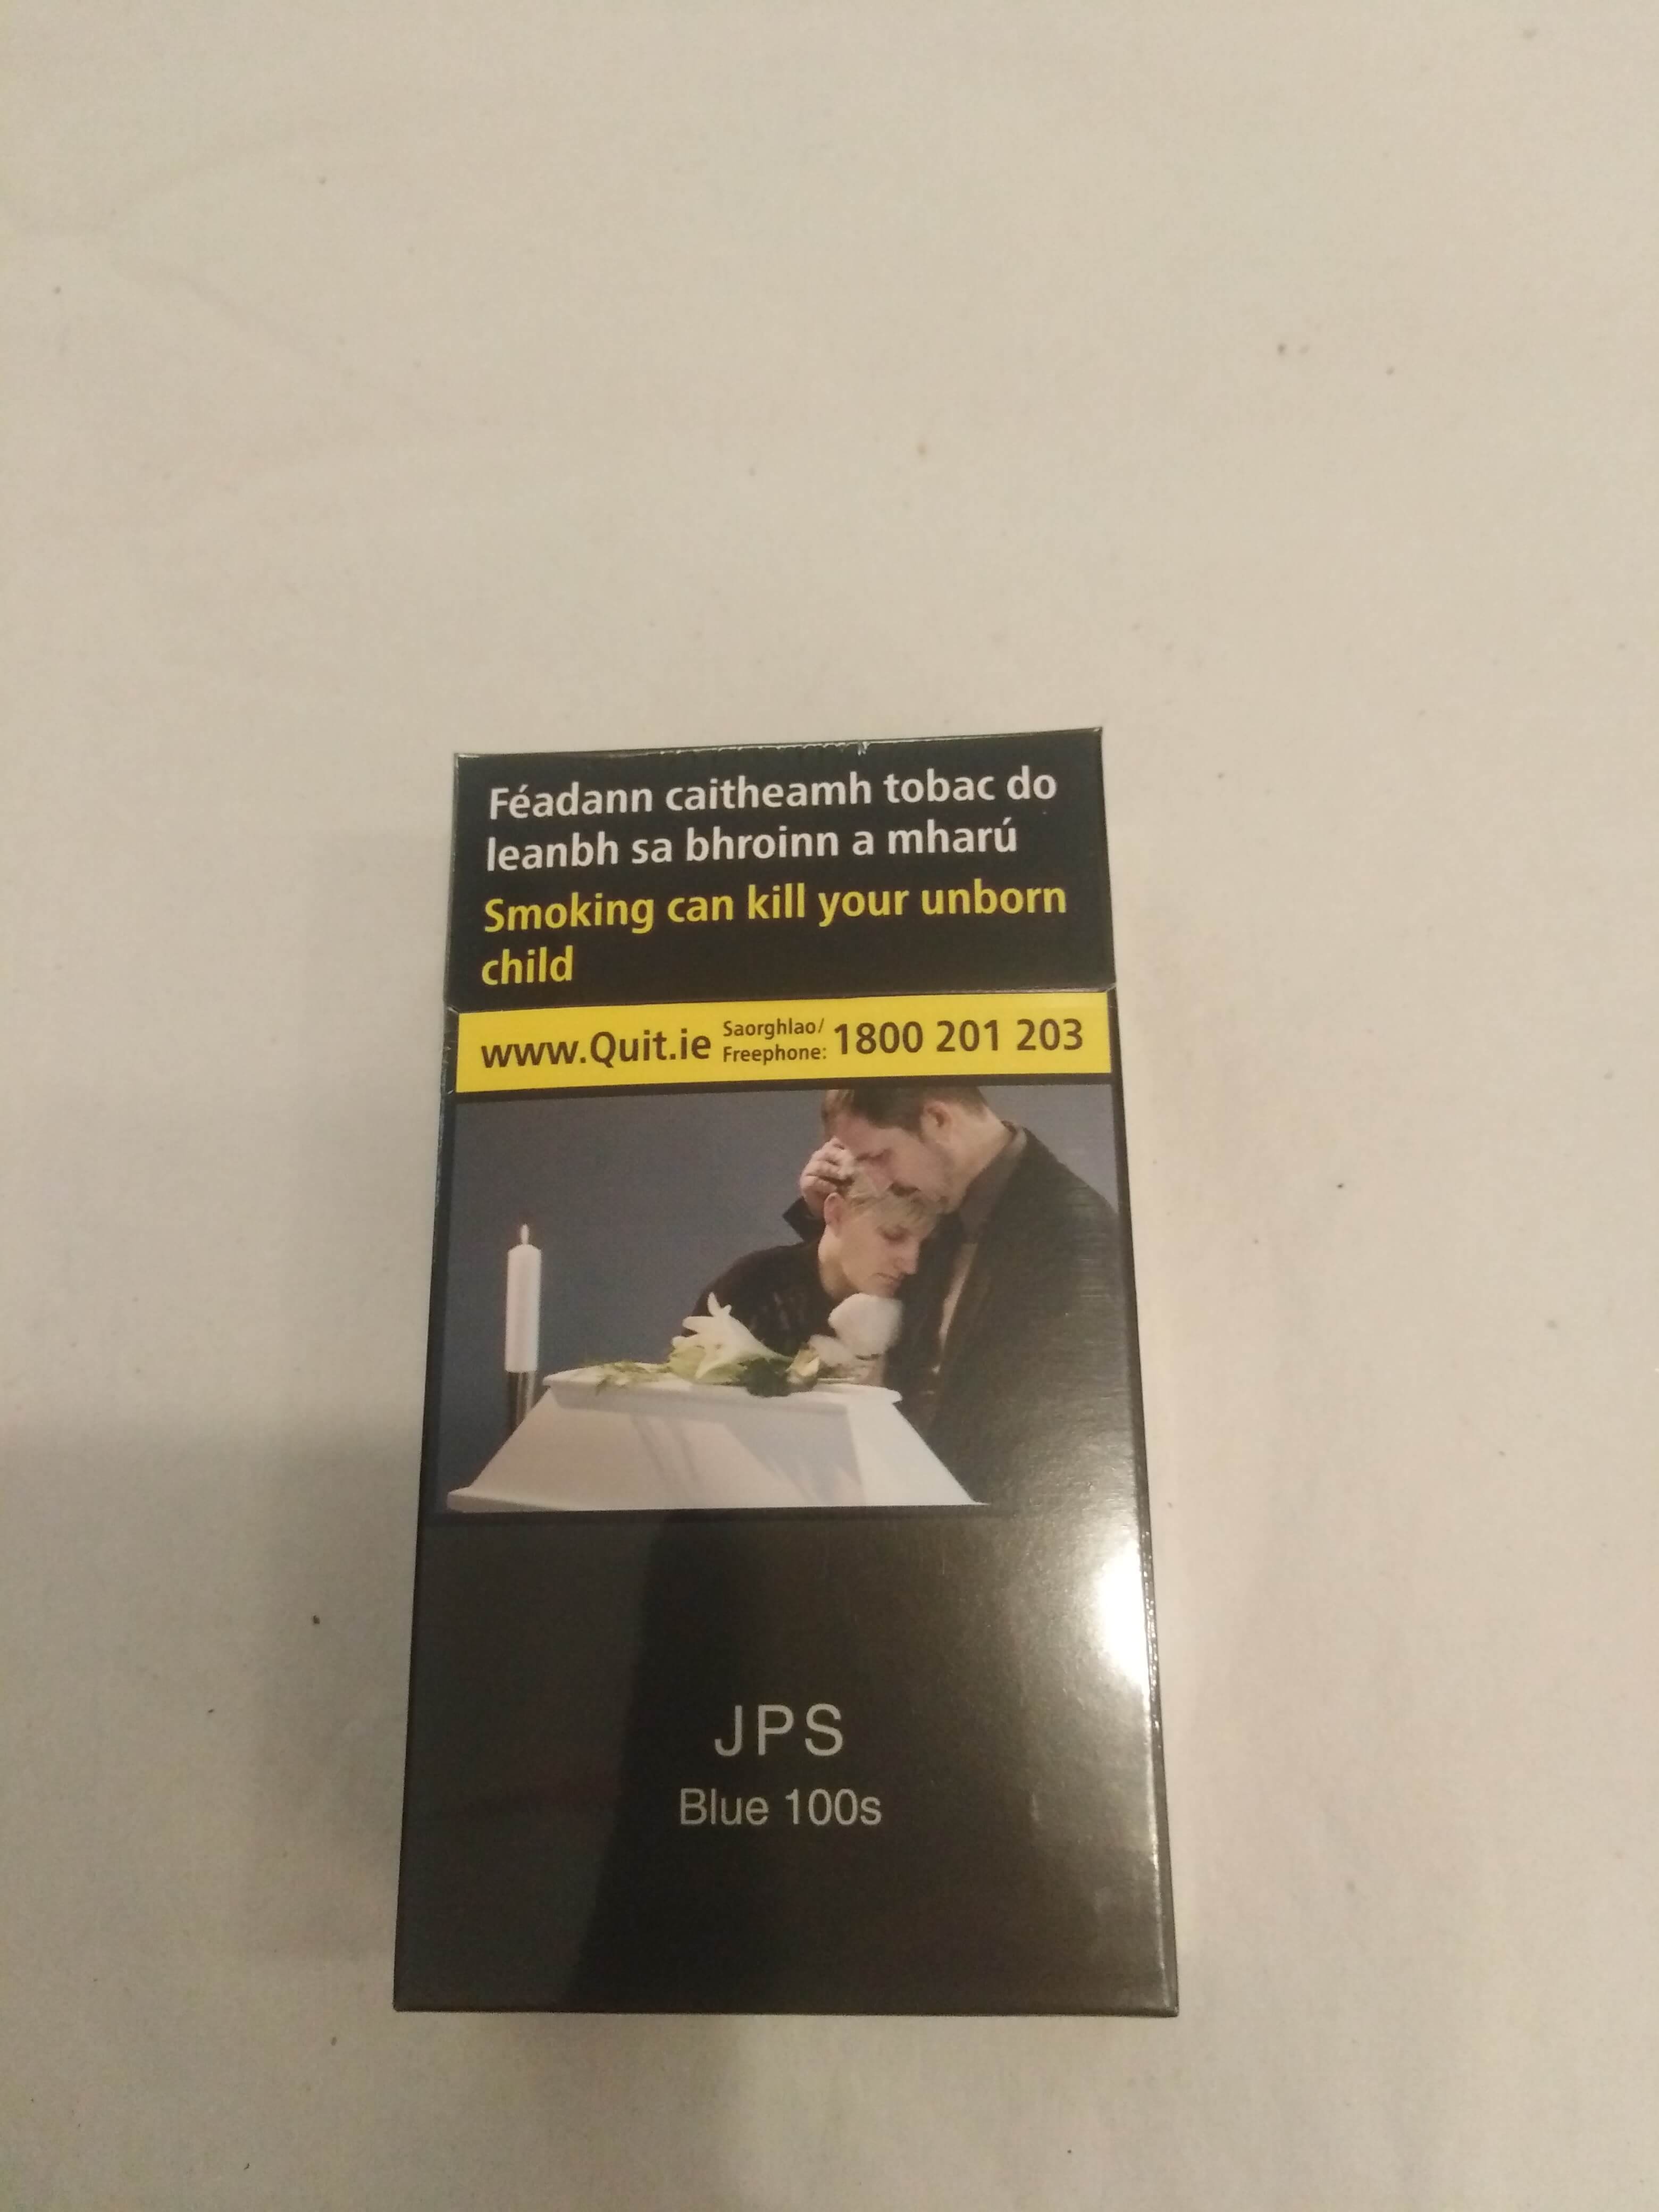 Féadann caitheamh tobac do
leanbh sa bhroinn a mharú
Smoking can kill your unborn
child
www.Quit.ie Saorghlao/ Freephone: 1800 201 203
JPS
Blue 100s